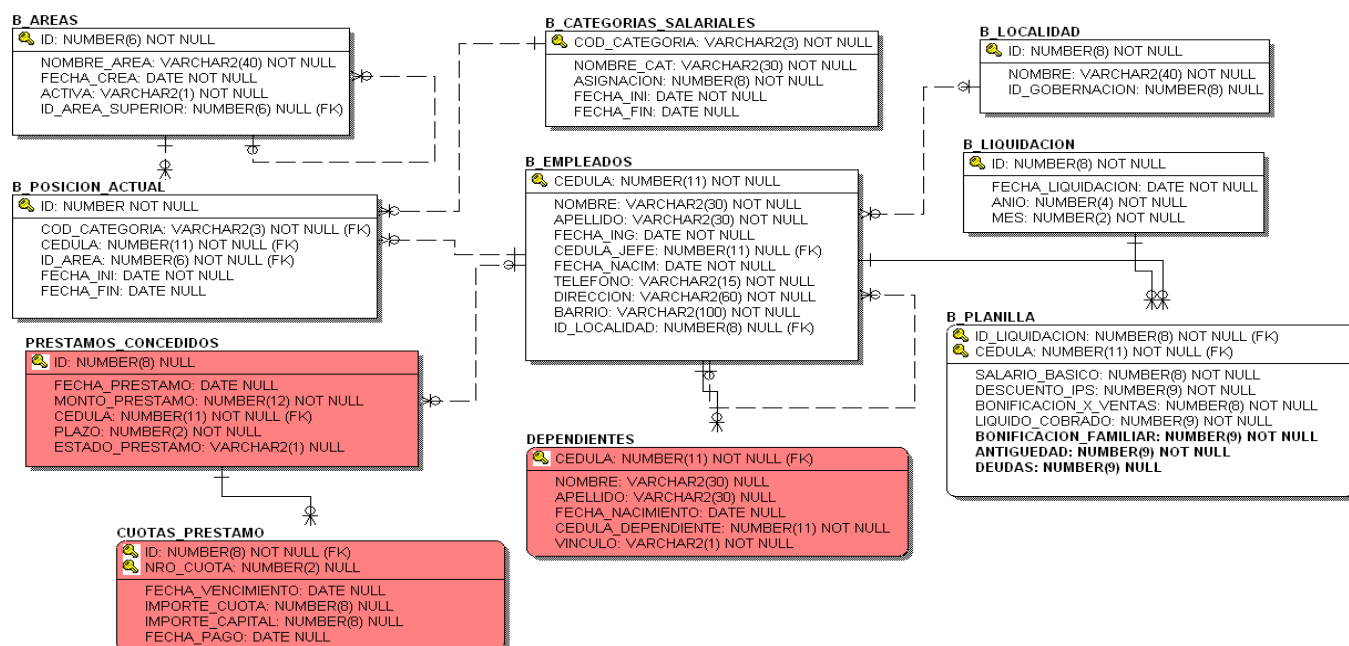 B_AREAS
ID: NUMBER(6) NOT NULL
NOMBRE_AREA: VARCHAR2(40) NOT NULL
FECHA_CREA: DATE NOT NULL
ACTIVA: VARCHAR2(1) NOT NULL
ID_AREA_SUPERIOR: NUMBER(6) NULL (FK)
B_CATEGORIAS_SALARIALES
COD_CATEGORIA: VARCHAR2(3) NOT NULL
NOMBRE_CAT: VARCHAR2(30) NOT NULL
ASIGNACION: NUMBER(8) NOT NULL
FECHA_INI: DATE NOT NULL
FECHA_FIN: DATE NULL
B_LOCALIDAD
ID: NUMBER(8) NOT NULL
NOMBRE: VARCHAR2(40) NOT NULL
ID_GOBERNACION: NUMBER(8) NULL
B_LIQUIDACION
ID: NUMBER(8) NOT NULL
FECHA_LIQUIDACION: DATE NOT NULL
ANIO: NUMBER(4) NOT NULL
MES: NUMBER(2) NOT NULL
B_POSICION_ACTUAL
ID: NUMBER NOT NULL
COD_CATEGORIA: VARCHAR2(3) NOT NULL (FK)
CEDULA: NUMBER(11) NOT NULL (FK)
ID_AREA: NUMBER(6) NOT NULL (FK)
FECHA_INI: DATE NOT NULL
FECHA_FIN: DATE NULL
B_EMPLEADOS
CEDULA: NUMBER(11) NOT NULL
NOMBRE: VARCHAR2(30) NOT NULL
APELLIDO: VARCHAR2(30) NOT NULL
FECHA_ING: DATE NOT NULL
CEDULA_JEFE: NUMBER(11) NULL (FK)
FECHA_NACIM: DATE NOT NULL
TELEFONO: VARCHAR2(15) NOT NULL
DIRECCION: VARCHAR2(60) NOT NULL
BARRIO: VARCHAR2(100) NOT NULL
ID_LOCALIDAD: NUMBER(8) NULL (FK)
B_PLANILLA
ID_LIQUIDACION: NUMBER(8) NOT NULL (FK)
CEDULA: NUMBER(11) NOT NULL (FK)
SALARIO_BASICO: NUMBER(8) NOT NULL
DESCUENTO_IPS: NUMBER(9) NOT NULL
BONIFICACION_X_VENTAS: NUMBER(8) NOT NULL
LIQUIDO_COBRADO: NUMBER(9) NOT NULL
BONIFICACION_FAMILIAR: NUMBER(9) NOT NULL
ANTIGUEDAD: NUMBER(9) NOT NULL
DEUDAS: NUMBER(9) NULL
PRESTAMOS_CONCEDIDOS
ID: NUMBER(8) NULL
FECHA_PRESTAMO: DATE NULL
MONTO_PRESTAMO: NUMBER(12) NOT NULL
CEDULA: NUMBER(11) NOT NULL (FK)
PLAZO: NUMBER(2) NOT NULL
ESTADO_PRESTAMO: VARCHAR2(1) NULL
DEPENDIENTES
CEDULA: NUMBER(11) NOT NULL (FK)
NOMBRE: VARCHAR2(30) NULL
APELLIDO: VARCHAR2(30) NULL
FECHA_NACIMIENTO: DATE NULL
CEDULA_DEPENDIENTE: NUMBER(11) NOT NULL
VINCULO: VARCHAR2(1) NOT NULL
CUOTAS_PRESTAMO
ID: NUMBER(8) NOT NULL (FK)
NRO_CUOTA: NUMBER(2) NULL
FECHA_VENCIMIENTO: DATE NULL
IMPORTE_CUOTA: NUMBER(8) NULL
IMPORTE_CAPITAL: NUMBER(8) NULL
FECHA_PAGO: DATE NULL